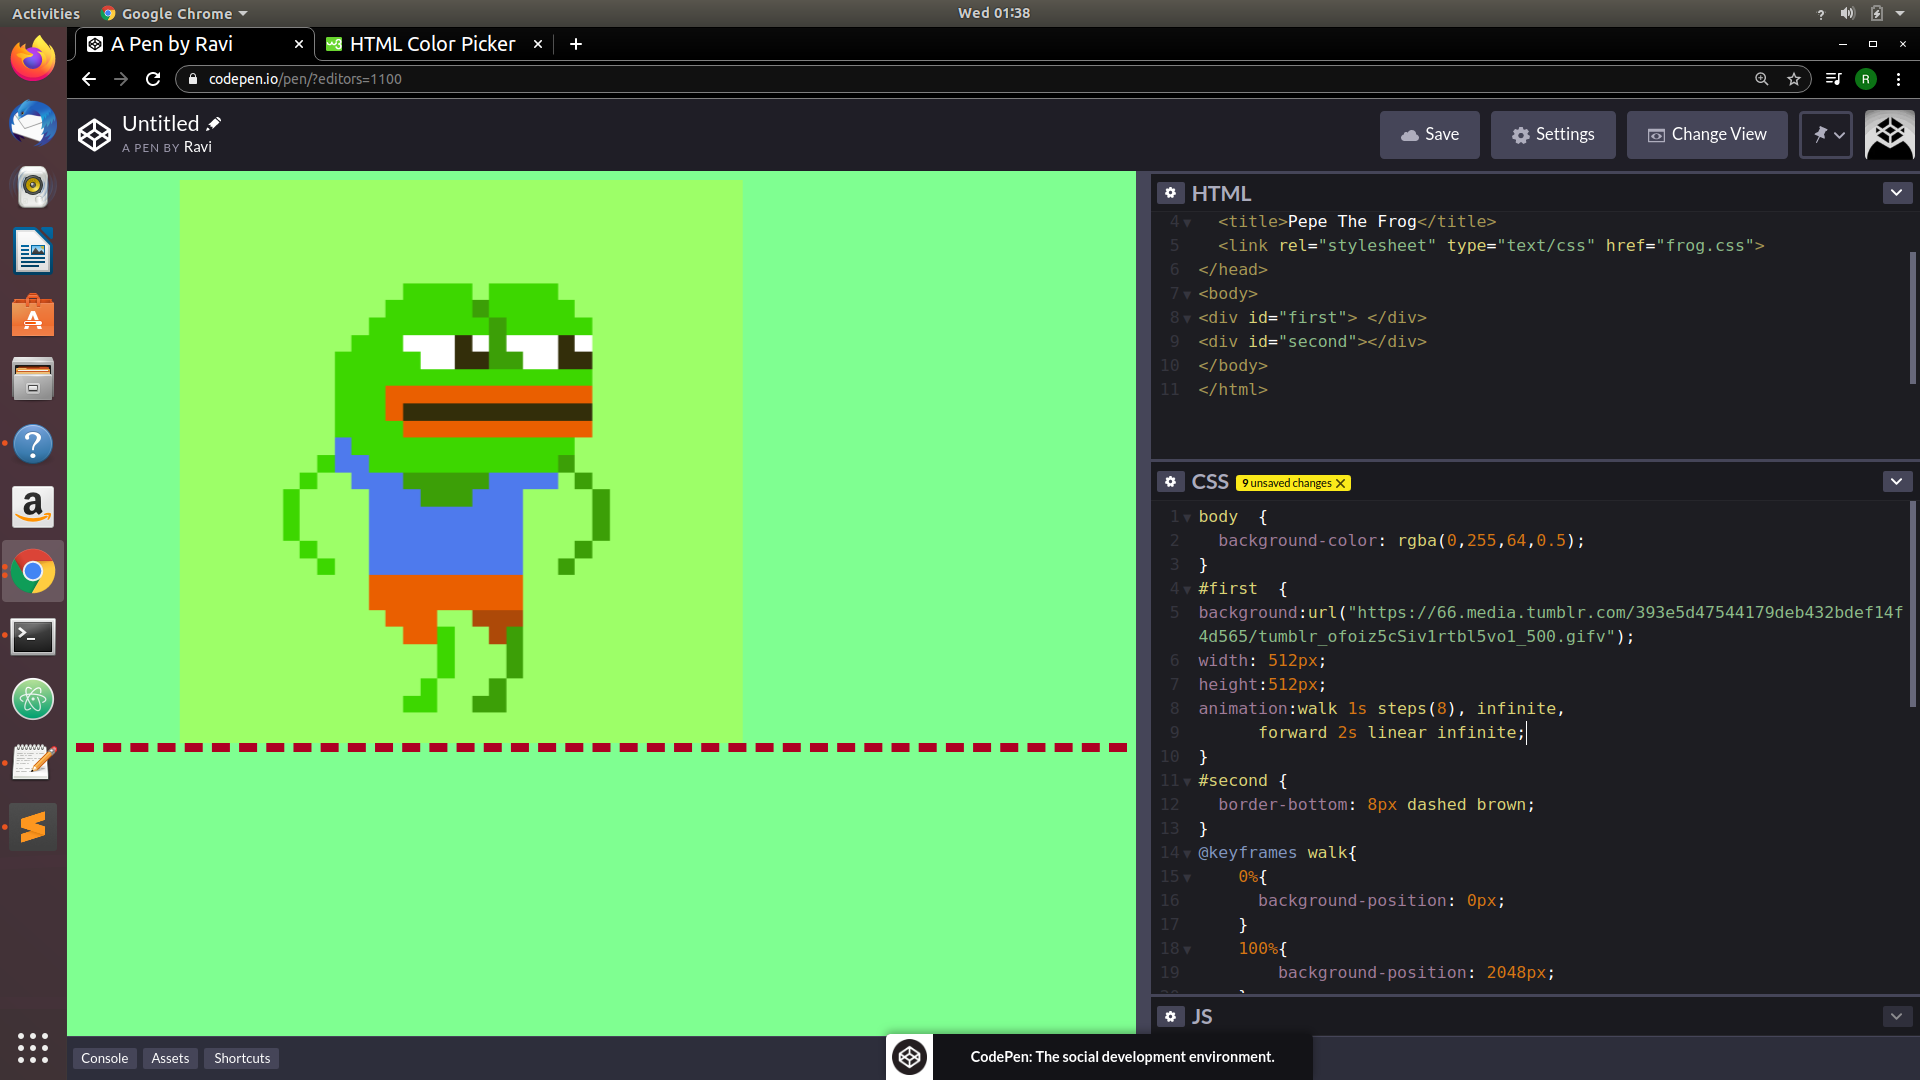 Activities
Google Chrome
Wed 01:38
?
A Pen by Ravi
HTML Color Picker
codepen.io/pen/?editors=1100
R
Untitled
A PEN BY Ravi
Save
Settings
Change View
HTML
4 <title>Pepe The Frog</title>
5 <link rel="stylesheet" type="text/css" href="frog.css">
6 </head>
7 <body>
8 <div id="first"> </div>
9 <div id="second"></div>
10 </body>
11 </html>
CSS 9 unsaved changes X
1 body  {
2 background-color: rgba(0,255,64,0.5);
3 }
4 #first  {
5 background:url("https://66.media.tumblr.com/393e5d47544179deb432bdef14f
4d565/tumblr_ofoiz5cSiv1rtbl5vo1_500.gifv");
6 width: 512px;
7 height:512px;
8 animation:walk 1s steps(8), infinite,
9 forward 2s linear infinite;
10 }
11 #second {
12 border-bottom: 8px dashed brown;
13 }
14 @keyframes walk{
15 0%{
16 background-position: 0px;
17 }
18 100%{
19 background-position: 2048px;
JS
Console
Assets
Shortcuts
CodePen: The social development environment.